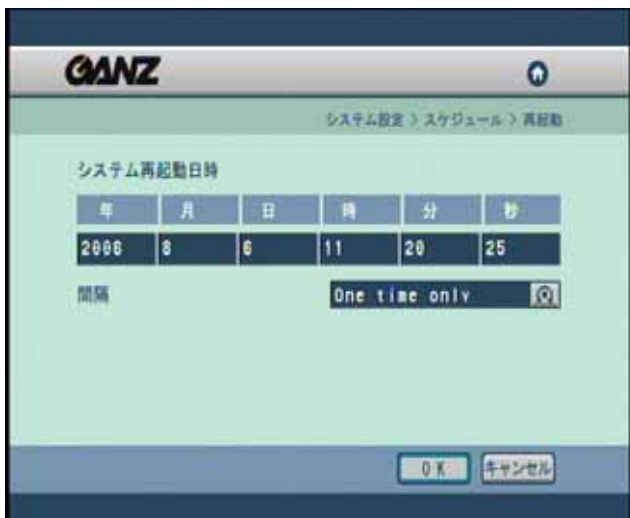 GANZ
システム設定 > スケジュール > 再起動
システム再起動日時
年 月 日 時 分 秒
2006 8 6 11 20 25
間隔 One time only
OK キャンセル